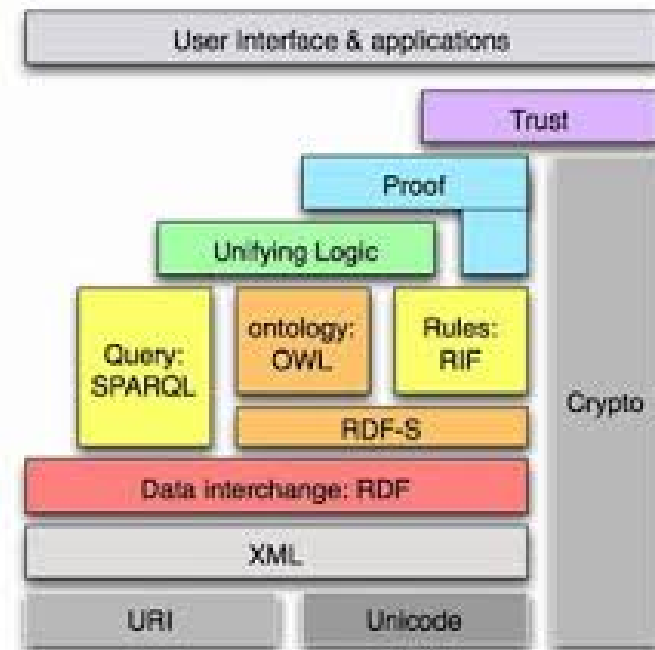 User Interface & applications
Trust
Proof
Unifying Logic
Query:
SPARQL
ontology:
OWL
Rules:
RIF
Crypto
RDF-S
Data interchange: RDF
XML
URI
Unicode